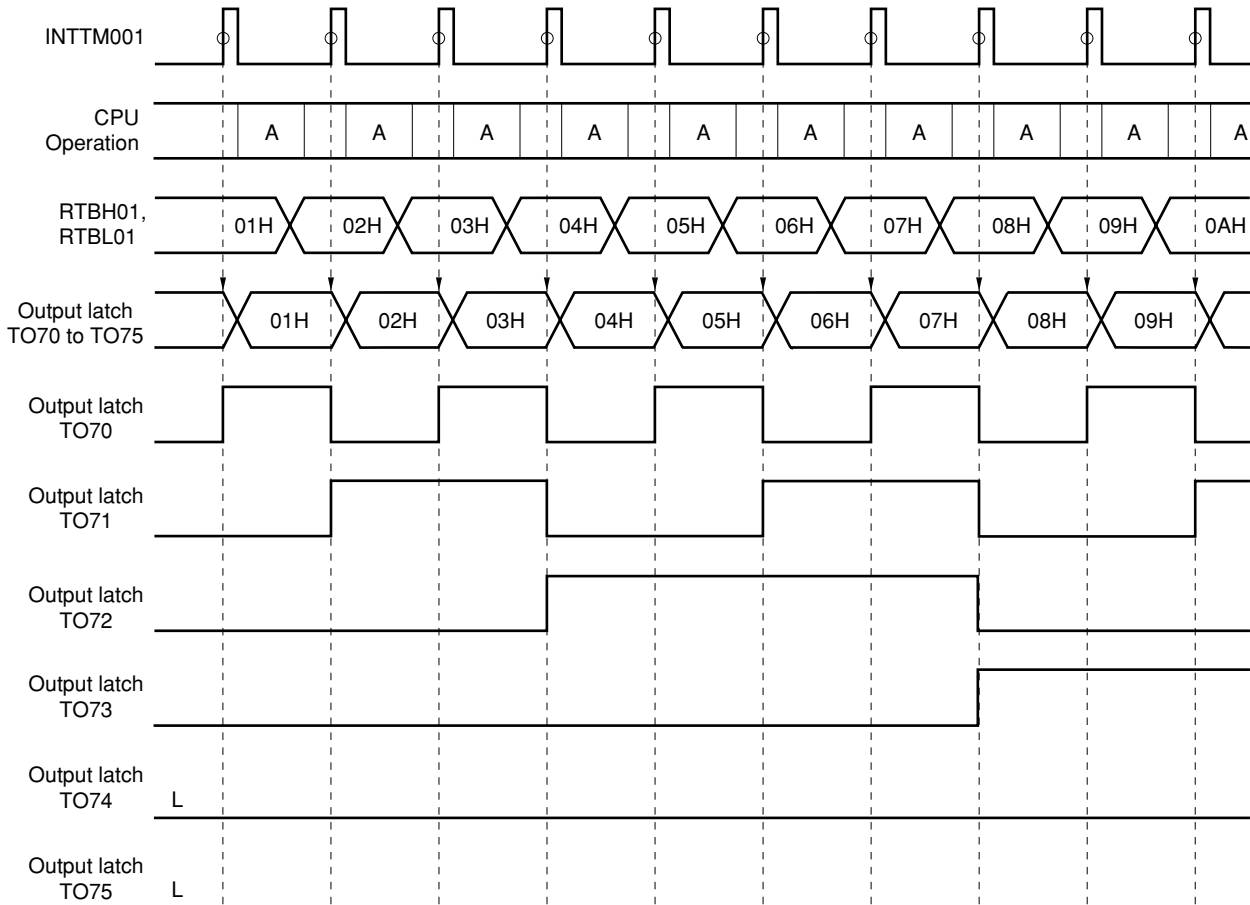 INTTM001
CPU
Operation
A A A A A A A A A A
RTBH01,
RTBL01
01H 02H 03H 04H 05H 06H 07H 08H 09H 0AH
Output latch
TO70 to TO75
01H 02H 03H 04H 05H 06H 07H 08H 09H
Output latch
TO70
Output latch
TO71
Output latch
TO72
Output latch
TO73
Output latch
TO74
L
Output latch
TO75
L